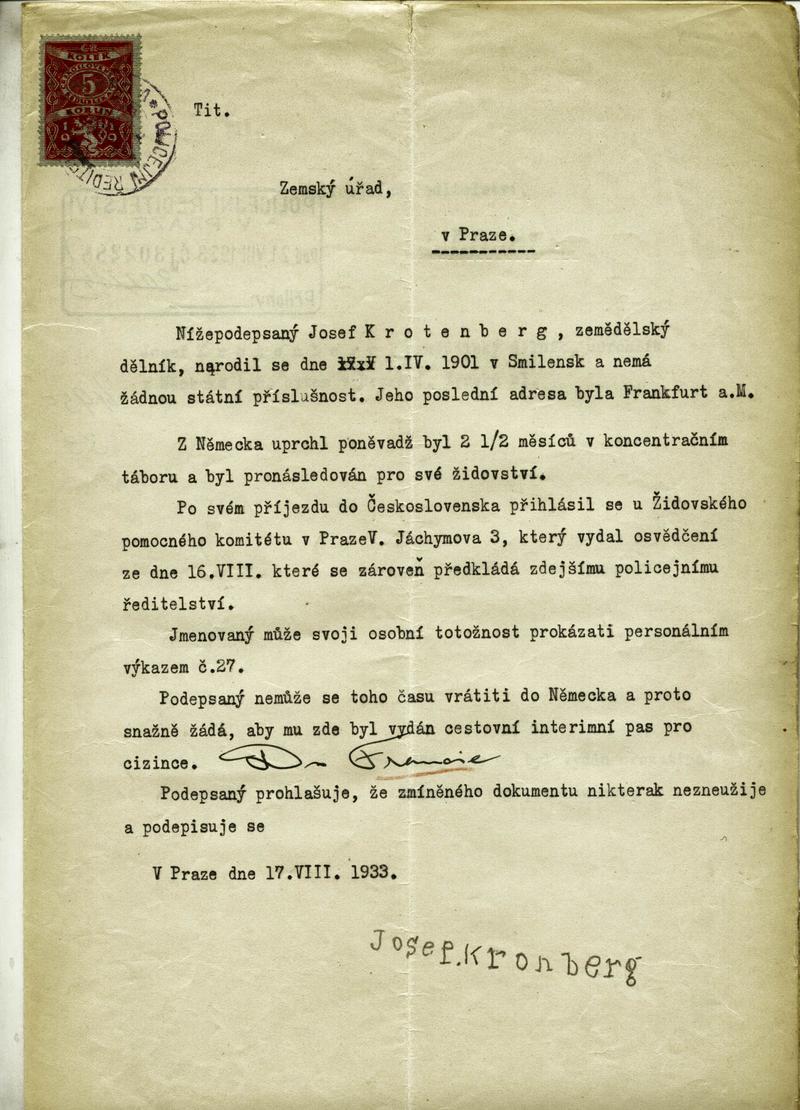 KOLEK
5
KORUN
POLICEJNÍ ŘEDITEL
Tit.
Zemský úřad,
v Praze.
Nížepodepsaný Josef K r o t e n b e r g , zemědělský
dělník, narodil se dne 1.IV. 1901 v Smilensk a nemá
žádnou státní příslušnost. Jeho poslední adresa byla Frankfurt a.M.
Z Německa uprchl poněvadž byl 2 1/2 měsíců v koncentračním
táboru a byl pronásledován pro své židovství.
Po svém příjezdu do Československa přihlásil se u Židovského
pomocného komitétu v PrazeV. Jáchymova 3, který vydal osvědčení
ze dne 16.VIII. které se zároveň předkládá zdejšímu policejnímu
ředitelství.
Jmenovaný může svoji osobní totožnost prokázati personálním
výkazem č.27.
Podepsaný nemůže se toho času vrátiti do Německa a proto
snažně žádá, aby mu zde byl vydán cestovní interimní pas pro
cizince.
Podepsaný prohlašuje, že zmíněného dokumentu nikterak nezneužije
a podepisuje se
V Praze dne 17.VIII. 1933.
Josef.Kronberg